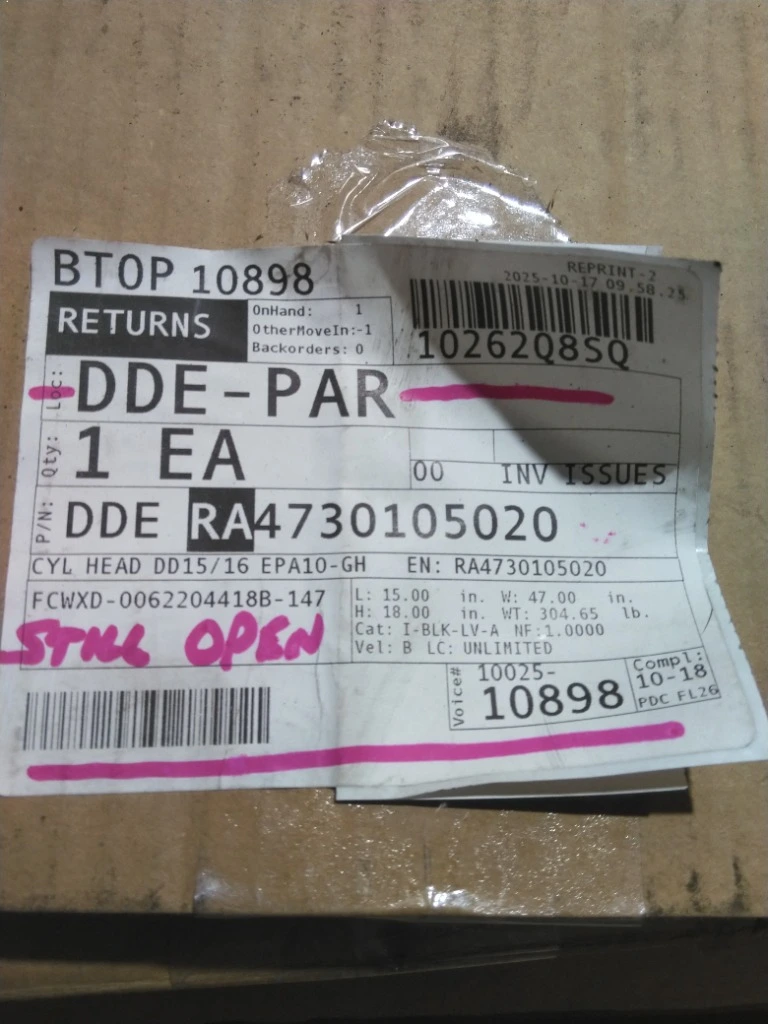 BTOP 10898
REPRINT-2
2025-10-17 09.58.25
RETURNS
OnHand: 1
OtherMoveIn:-1
Backorders: 0
10262Q8SQ
Loc: DDE-PAR
Qty: 1 EA
00 INV ISSUES
P/N: DDE RA4730105020
CYL HEAD DD15/16 EPA10-GH EN: RA4730105020
FCWXD-0062204418B-147
L: 15.00 in. W: 47.00 in.
H: 18.00 in. WT: 304.65 lb.
Cat: I-BLK-LV-A NF:1.0000
Vel: B LC: UNLIMITED
STILL OPEN
Voice# 10025-
10898
Compl:
10-18
PDC FL26